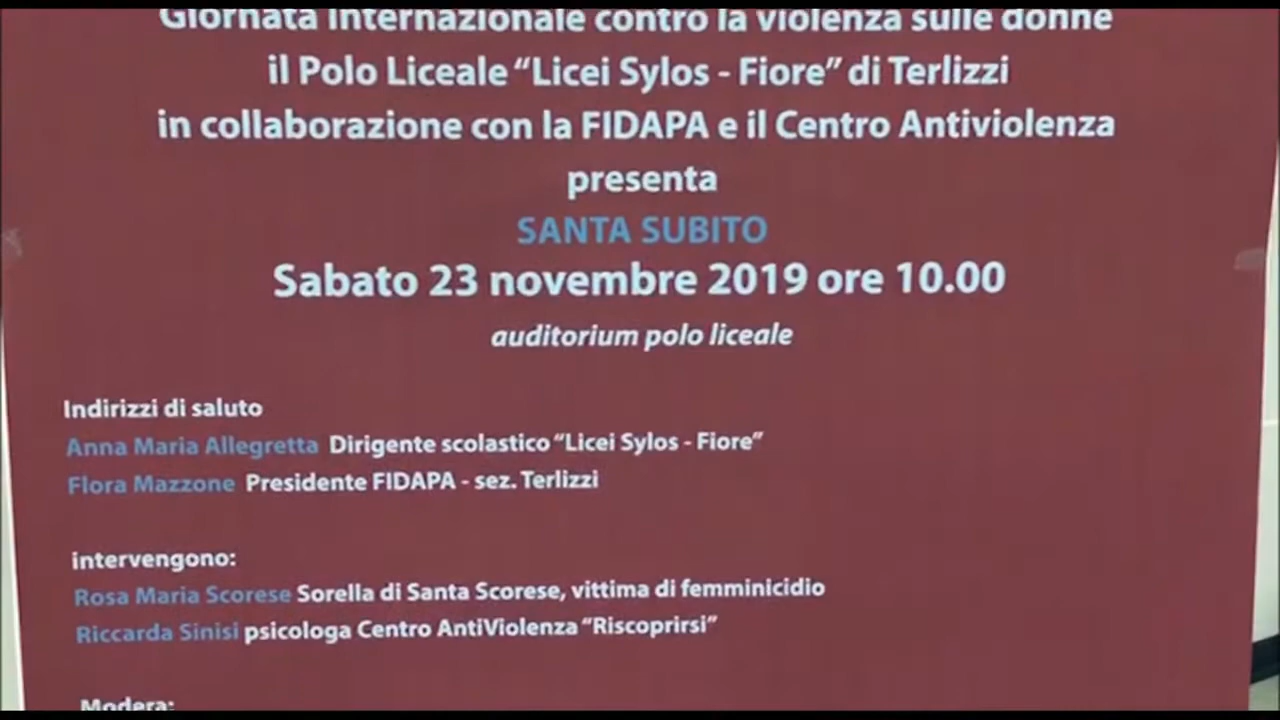 Giornata Internazionale contro la violenza sulle donne
il Polo Liceale “Licei Sylos - Fiore” di Terlizzi
in collaborazione con la FIDAPA e il Centro Antiviolenza
presenta
SANTA SUBITO
Sabato 23 novembre 2019 ore 10.00
auditorium polo liceale
Indirizzi di saluto
Anna Maria Allegretta Dirigente scolastico “Licei Sylos - Fiore”
Flora Mazzone Presidente FIDAPA - sez. Terlizzi
intervengono:
Rosa Maria Scorese Sorella di Santa Scorese, vittima di femminicidio
Riccarda Sinisi psicologa Centro AntiViolenza “Riscoprirsi”
Modera: